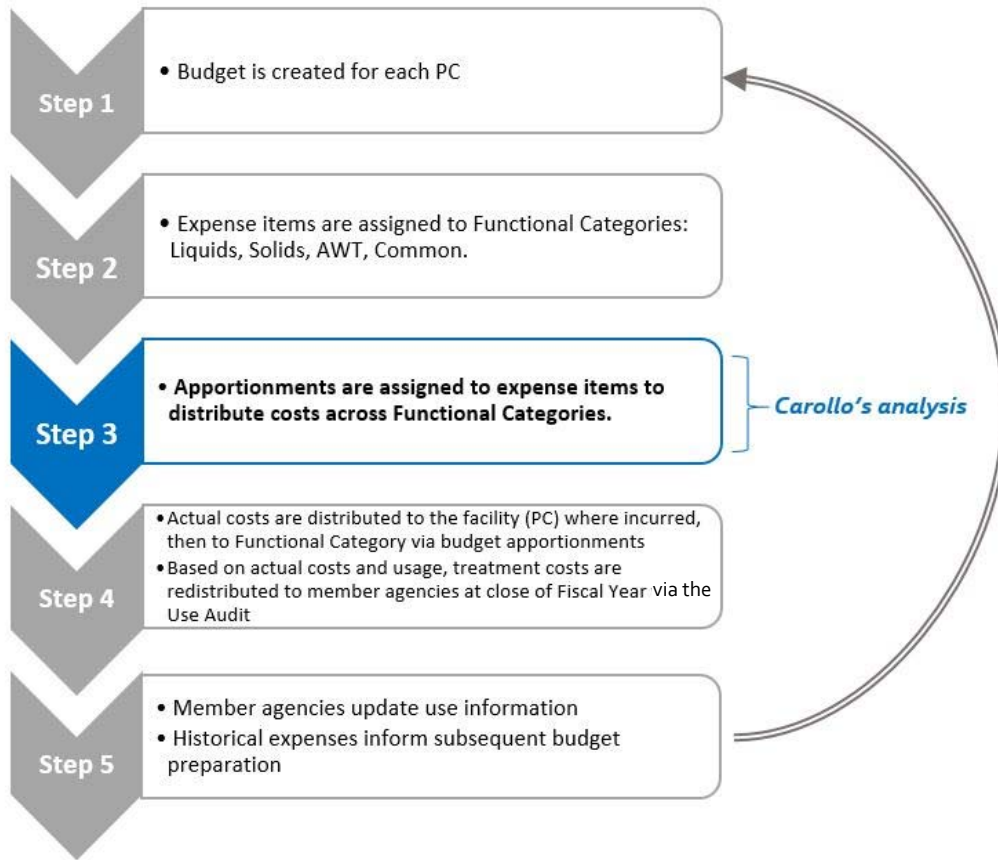 Step 1
• Budget is created for each PC
Step 2
• Expense items are assigned to Functional Categories:
Liquids, Solids, AWT, Common.
Step 3
• Apportionments are assigned to expense items to
distribute costs across Functional Categories.
Carollo's analysis
Step 4
• Actual costs are distributed to the facility (PC) where incurred,
then to Functional Category via budget apportionments
• Based on actual costs and usage, treatment costs are
redistributed to member agencies at close of Fiscal Year via the
Use Audit
Step 5
• Member agencies update use information
• Historical expenses inform subsequent budget
preparation